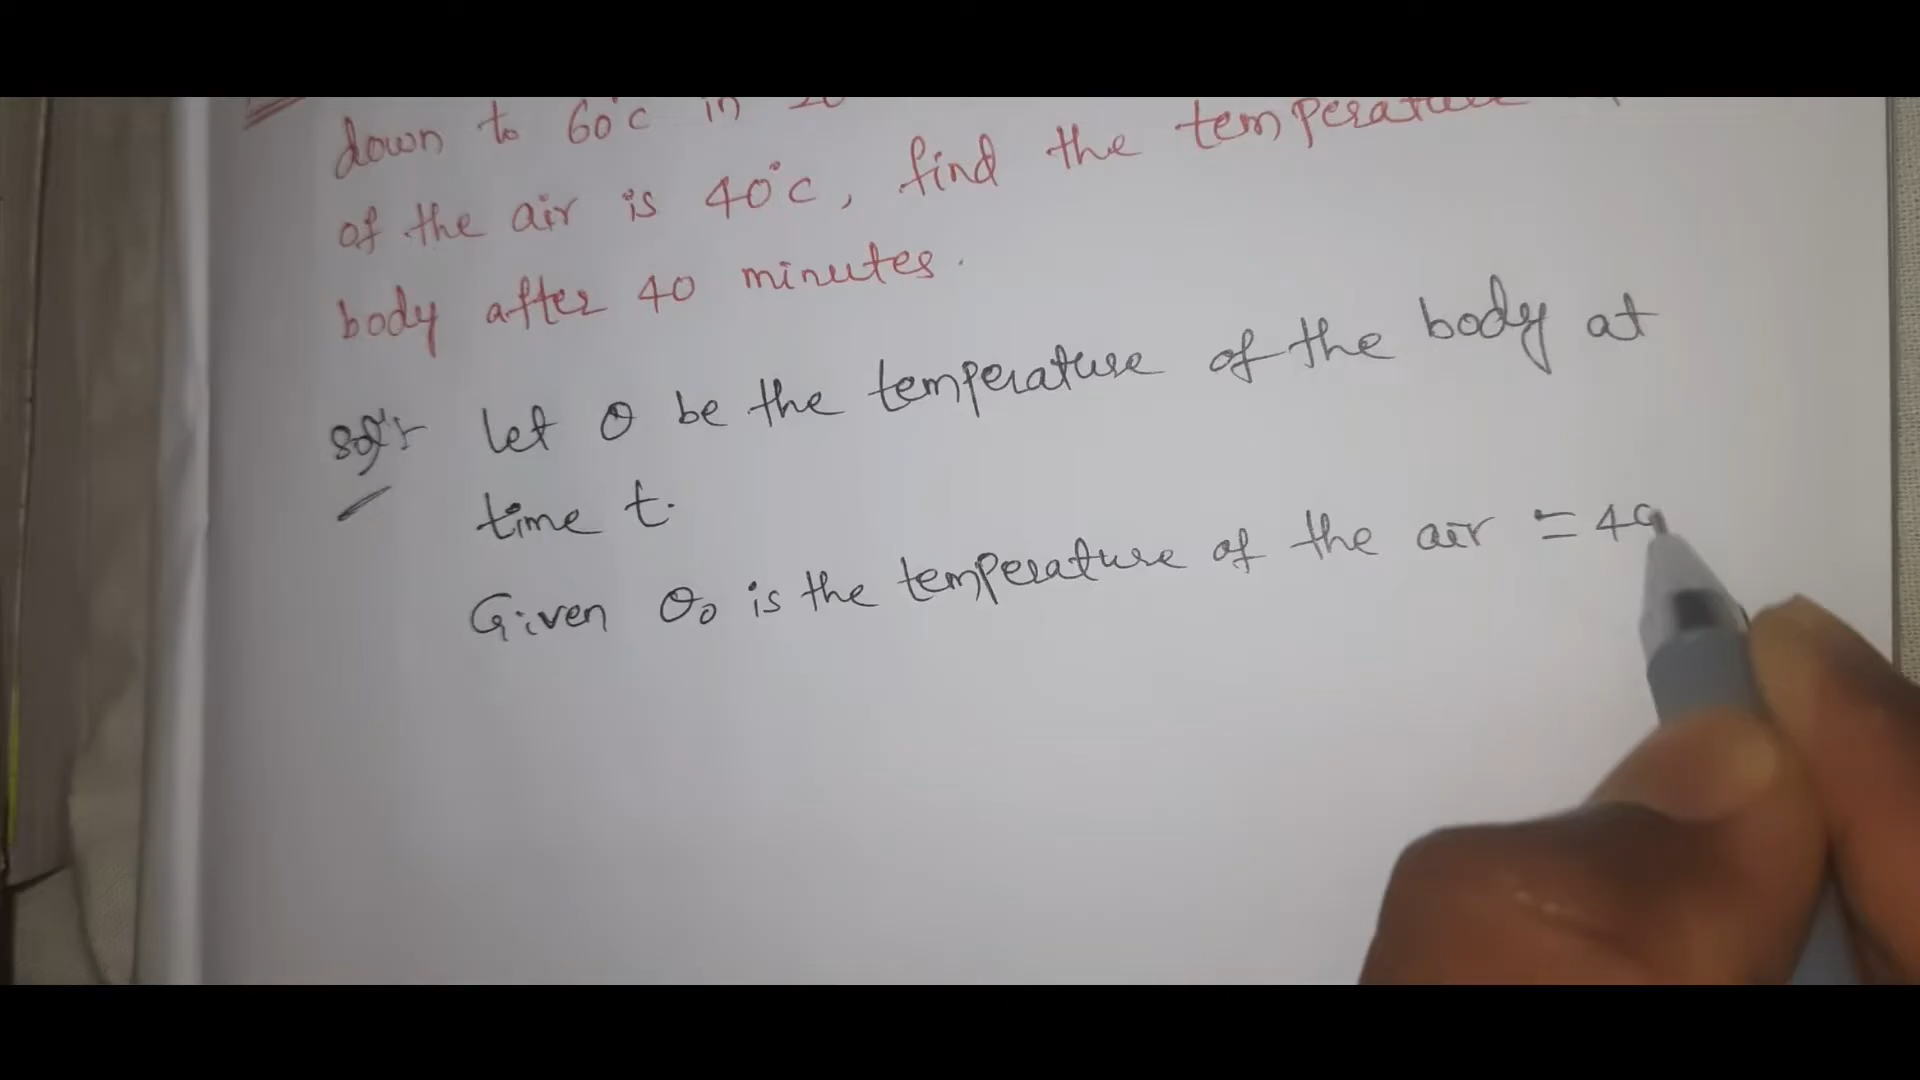 down to 60°c in
of the air is 40°c, find the temperature
body after 40 minutes.
let θ be the temperature of the body at
time t.
Given θ₀ is the temperature of the air = 40